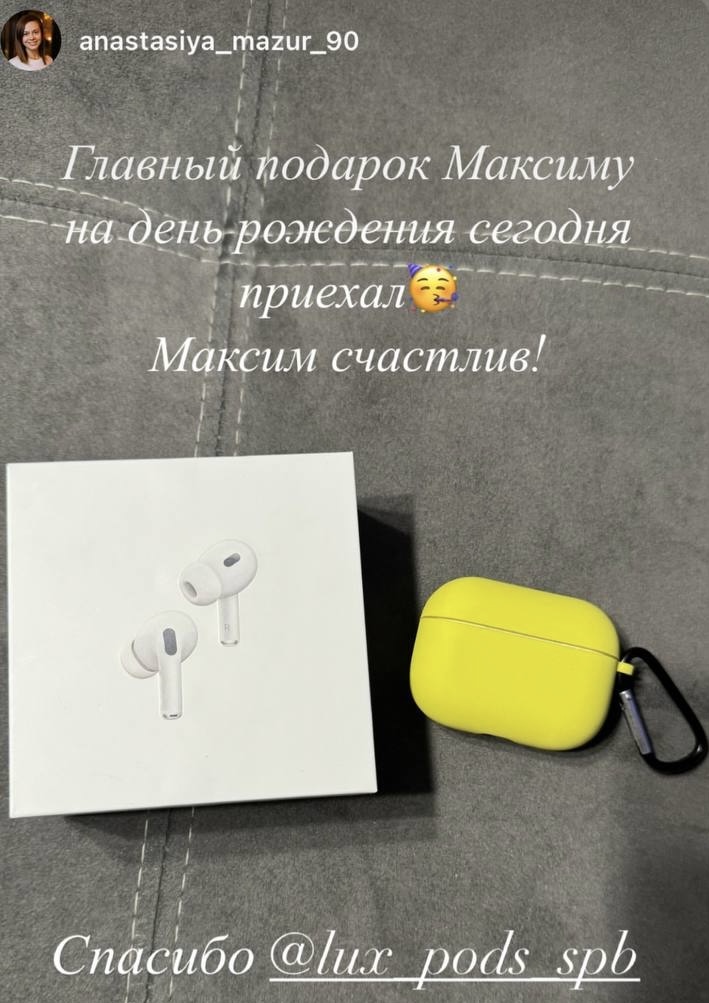 anastasiya_mazur_90
Главный подарок Максиму
на день рождения сегодня
приехал🥳
Максим счастлив!
R
Спасибо @lux_pods_spb